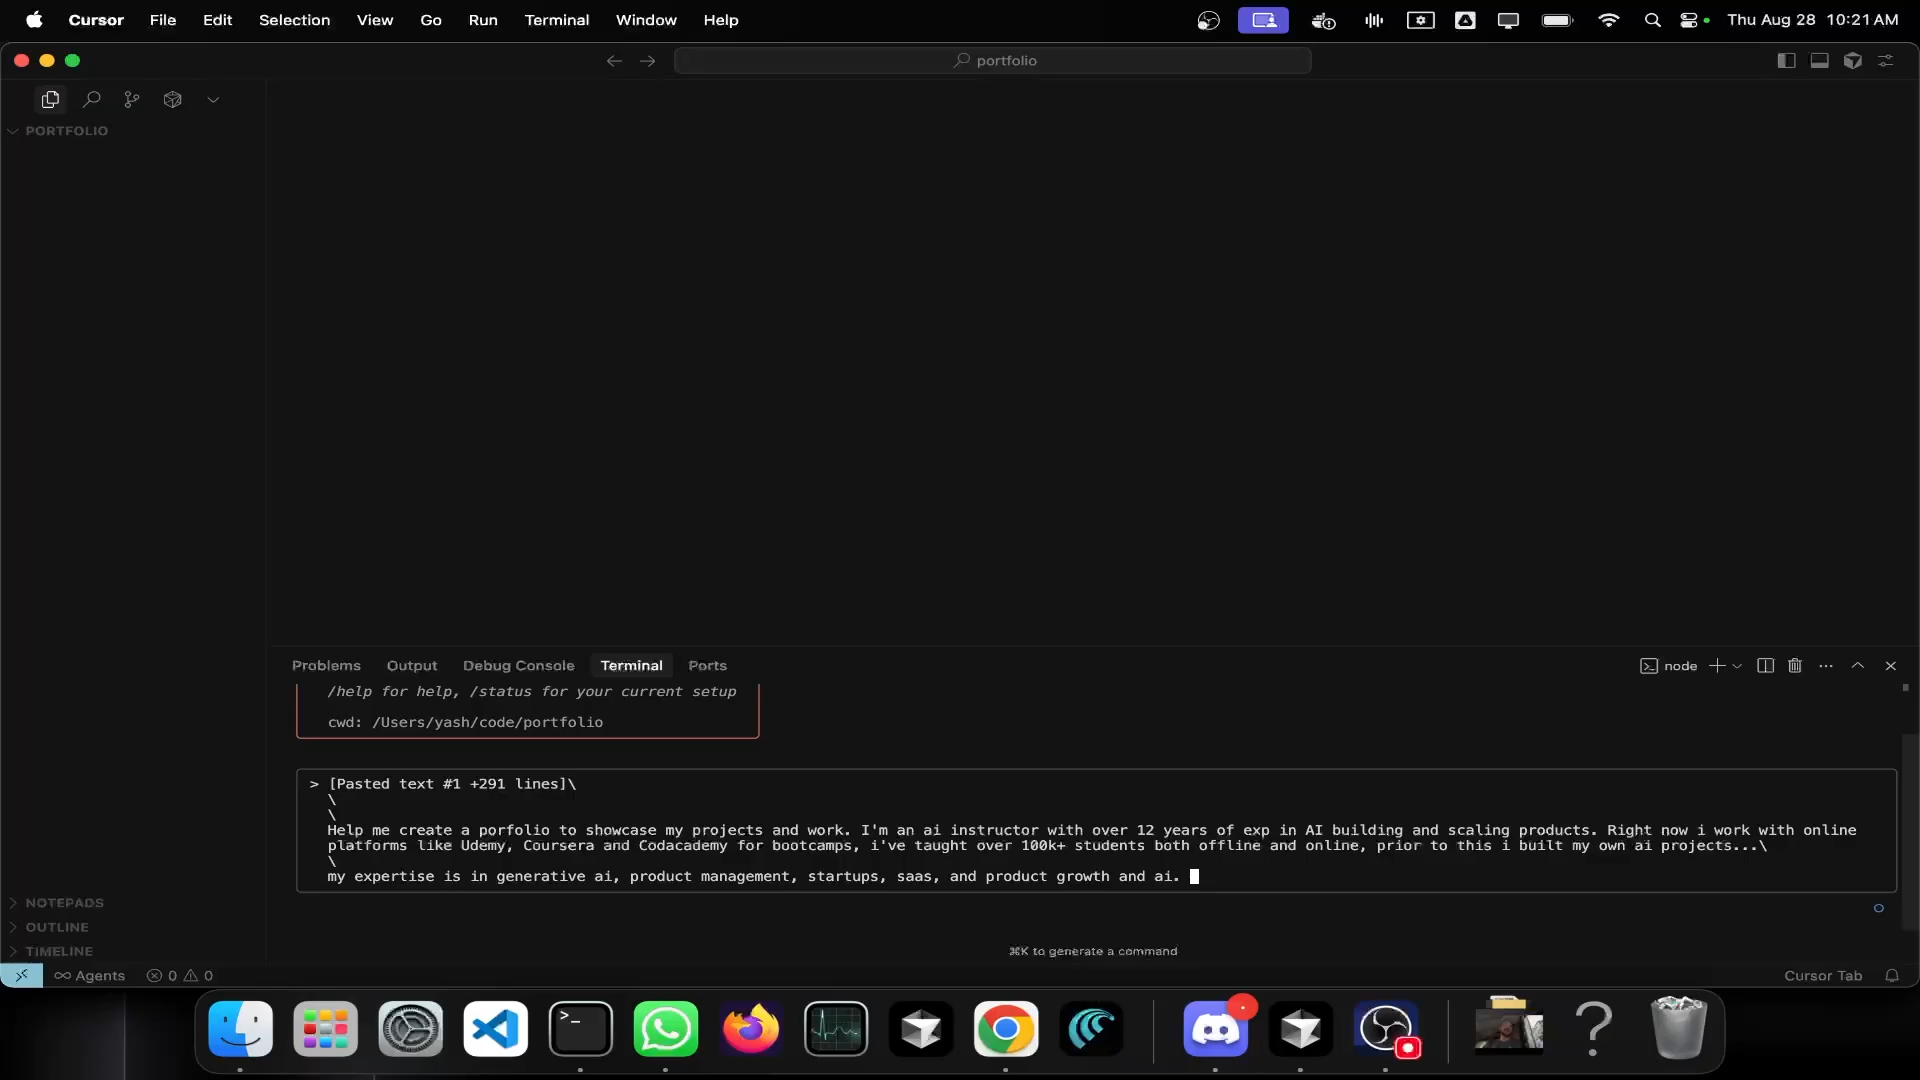 Cursor File Edit Selection View Go Run Terminal Window Help Thu Aug 28 10:21 AM
portfolio
PORTFOLIO
Problems Output Debug Console Terminal Ports node
/help for help, /status for your current setup
cwd: /Users/yash/code/portfolio
> [Pasted text #1 +291 lines]\
\
\
Help me create a porfolio to showcase my projects and work. I'm an ai instructor with over 12 years of exp in AI building and scaling products. Right now i work with online
platforms like Udemy, Coursera and Codacademy for bootcamps, i've taught over 100k+ students both offline and online, prior to this i built my own ai projects...\
\
my expertise is in generative ai, product management, startups, saas, and product growth and ai.
NOTEPADS
OUTLINE
TIMELINE
⌘K to generate a command
Agents 0 0 Cursor Tab